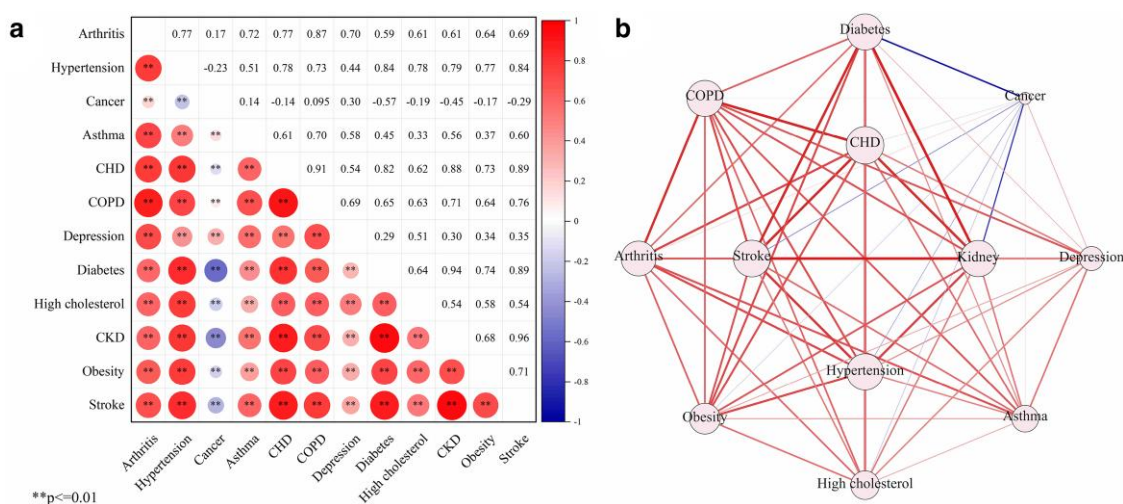 a
Arthritis 0.77 0.17 0.72 0.77 0.87 0.70 0.59 0.61 0.61 0.64 0.69
Hypertension ** -0.23 0.51 0.78 0.73 0.44 0.84 0.78 0.79 0.77 0.84
Cancer ** ** 0.14 -0.14 0.095 0.30 -0.57 -0.19 -0.45 -0.17 -0.29
Asthma ** ** ** 0.61 0.70 0.58 0.45 0.33 0.56 0.37 0.60
CHD ** ** ** ** 0.91 0.54 0.82 0.62 0.88 0.73 0.89
COPD ** ** ** ** ** 0.69 0.65 0.63 0.71 0.64 0.76
Depression ** ** ** ** ** ** 0.29 0.51 0.30 0.34 0.35
Diabetes ** ** ** ** ** ** ** 0.64 0.94 0.74 0.89
High cholesterol ** ** ** ** ** ** ** ** 0.54 0.58 0.54
CKD ** ** ** ** ** ** ** ** ** 0.68 0.96
Obesity ** ** ** ** ** ** ** ** ** ** 0.71
Stroke ** ** ** ** ** ** ** ** ** ** **
Arthritis Hypertension Cancer Asthma CHD COPD Depression Diabetes High cholesterol CKD Obesity Stroke
**p<=0.01
1
0.8
0.6
0.4
0.2
0
-0.2
-0.4
-0.6
-0.8
-1
b
Diabetes
COPD
Cancer
CHD
Arthritis
Stroke
Kidney
Depression
Hypertension
Obesity
Asthma
High cholesterol